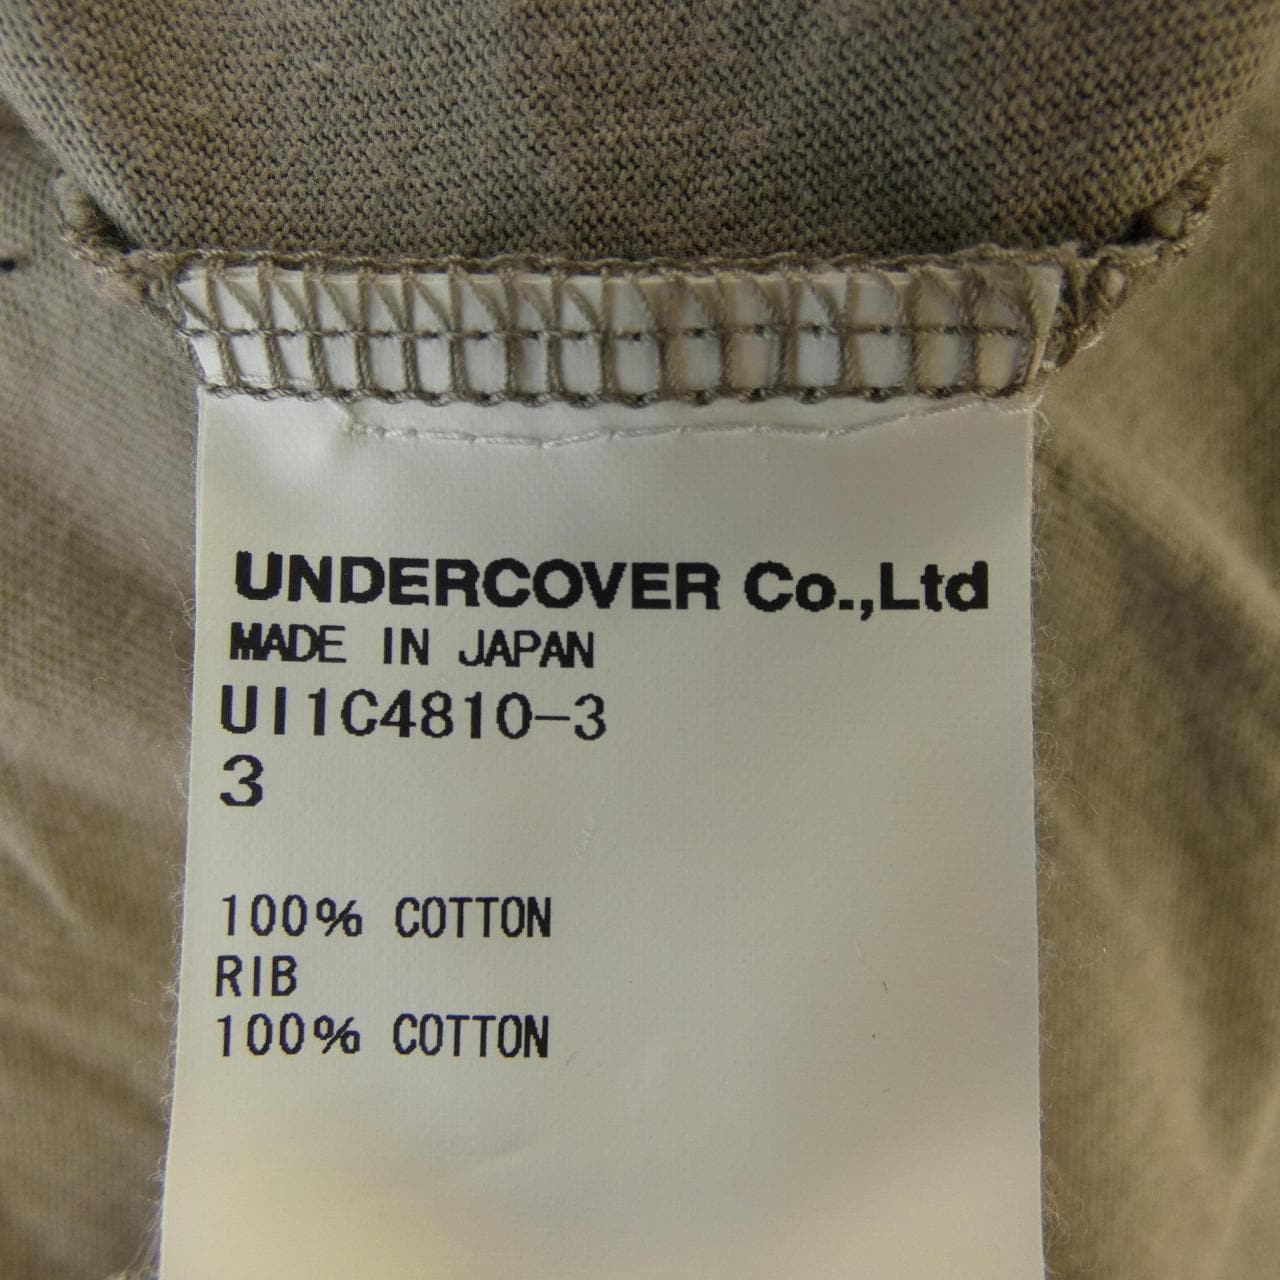 UNDERCOVER Co.,Ltd
MADE IN JAPAN
UI1C4810-3
3
100% COTTON
RIB
100% COTTON